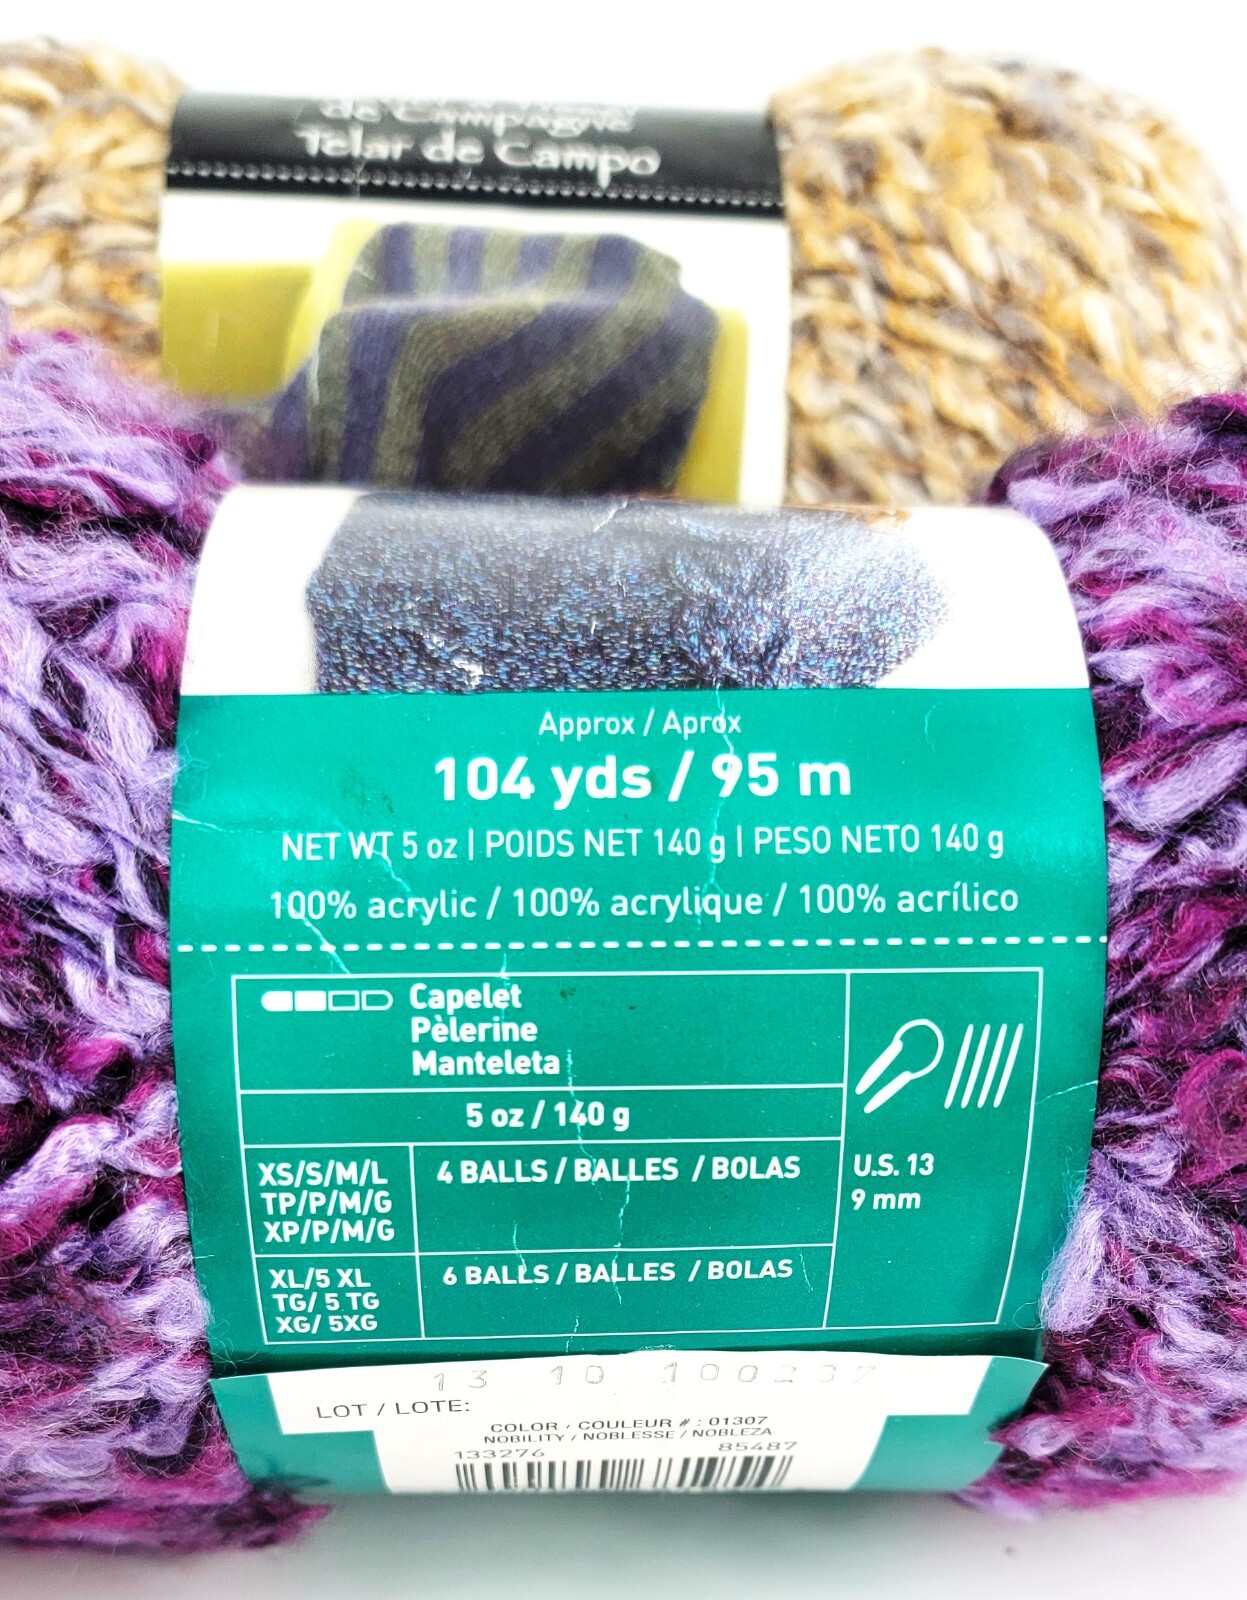 de Campagne
Telar de Campo
Approx / Aprox
104 yds / 95 m
NET WT 5 oz | POIDS NET 140 g | PESO NETO 140 g
100% acrylic / 100% acrylique / 100% acrílico
Capelet
Pèlerine
Manteleta
5 oz / 140 g
XS/S/M/L
TP/P/M/G
XP/P/M/G
4 BALLS / BALLES / BOLAS
XL/5 XL
TG/ 5 TG
XG/ 5XG
6 BALLS / BALLES / BOLAS
U.S. 13
9 mm
13 10 100237
LOT / LOTE:
COLOR / COULEUR # : 01307
NOBILITY / NOBLESSE / NOBLEZA
133276 85487